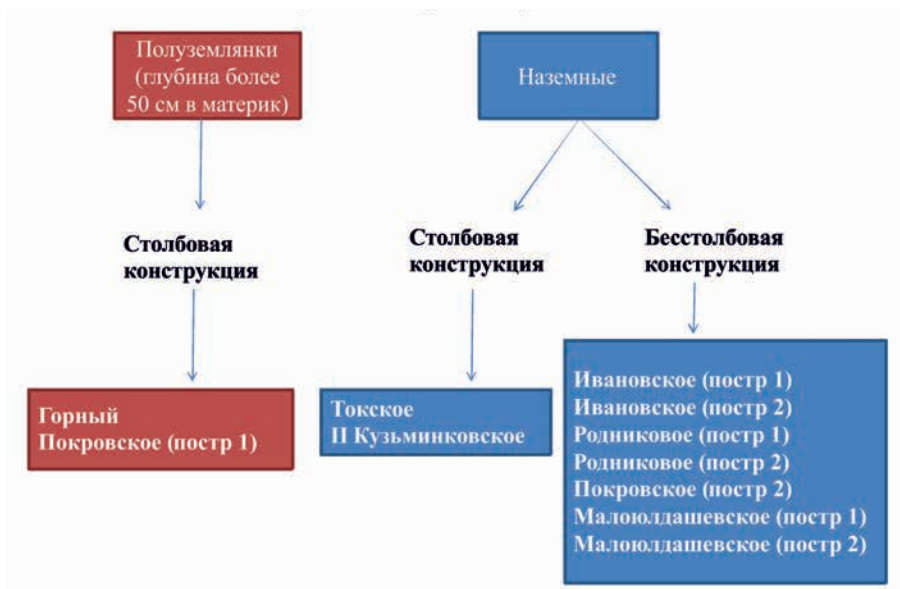 Полуземлянки
(глубина более
50 см в материк)
Наземные
Столбовая
конструкция
Столбовая
конструкция
Бесстолбовая
конструкция
Горный
Покровское (постр 1)
Токское
II Кузьминковское
Ивановское (постр 1)
Ивановское (постр 2)
Родниковое (постр 1)
Родниковое (постр 2)
Покровское (постр 2)
Малоюлдашевское (постр 1)
Малоюлдашевское (постр 2)